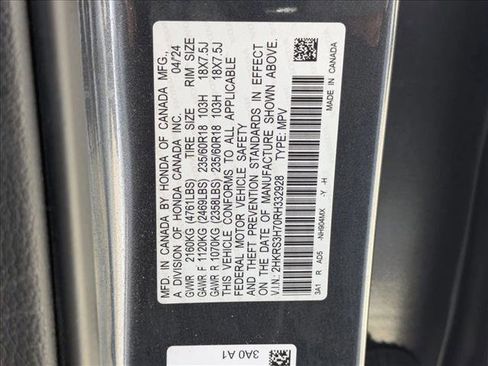 MFD. IN CANADA BY HONDA OF CANADA MFG.,
A DIVISION OF HONDA CANADA INC. 04/24
TIRE SIZE RIM SIZE
GVWR 2160KG (4761LBS)
GAWR F 1120KG (2469LBS) 235/60R18 103H 18X7.5J
GAWR R 1070KG (2358LBS) 235/60R18 103H 18X7.5J
THIS VEHICLE CONFORMS TO ALL APPLICABLE
FEDERAL MOTOR VEHICLE SAFETY
AND THEFT PREVENTION STANDARDS IN EFFECT
ON THE DATE OF MANUFACTURE SHOWN ABOVE.
V.I.N: 2HKRS3H70RH332928 TYPE: MPV
3A1 R AD5 -NH904MX -Y -H
MADE IN CANADA
3A0 A1